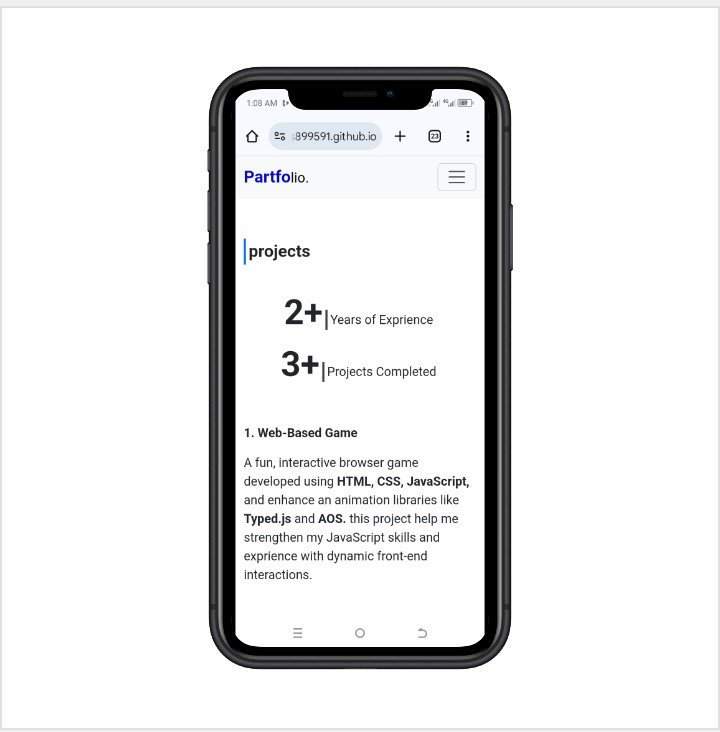 1:08 AM
899591.github.io
23
Partfolio.
projects
2+ Years of Exprience
3+ Projects Completed
1. Web-Based Game
A fun, interactive browser game
developed using HTML, CSS, JavaScript,
and enhance an animation libraries like
Typed.js and AOS. this project help me
strengthen my JavaScript skills and
exprience with dynamic front-end
interactions.